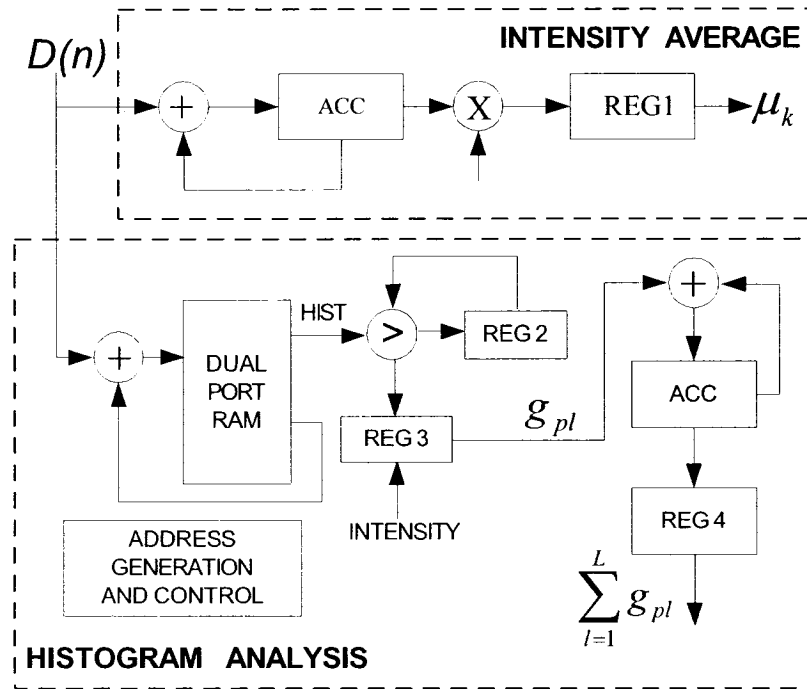 INTENSITY AVERAGE
D(n)
+
ACC
X
REG1
μk
HIST
+
DUAL
PORT
RAM
>
REG 2
+
ACC
REG 3
gpl
REG 4
INTENSITY
ADDRESS
GENERATION
AND CONTROL
∑ l=1 L gpl
HISTOGRAM ANALYSIS